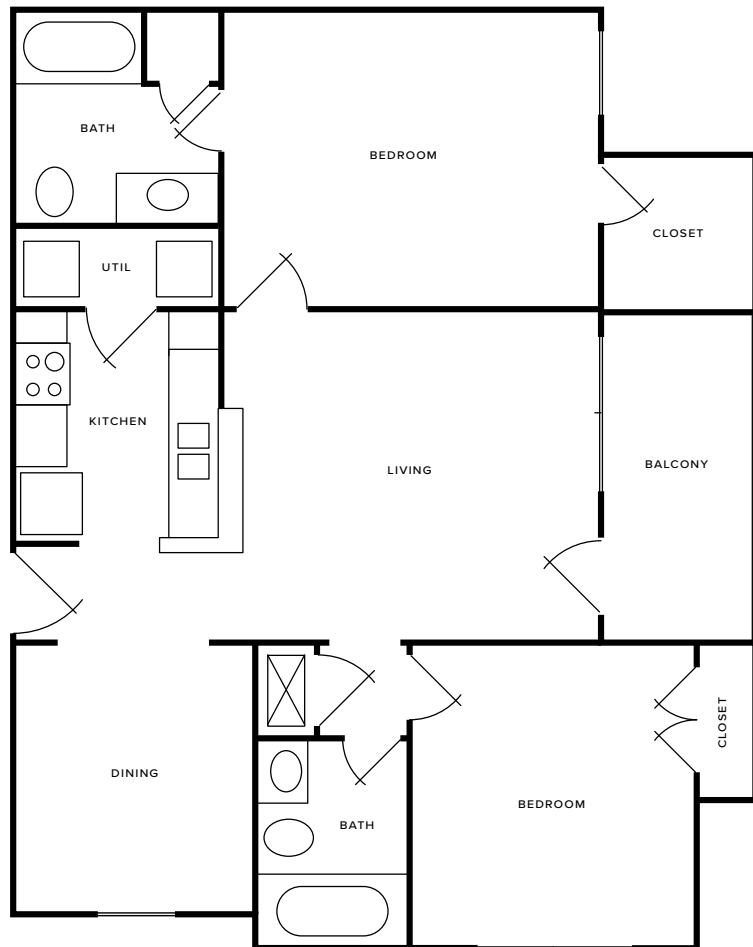 BATH
BEDROOM
CLOSET
UTIL
KITCHEN
LIVING
BALCONY
CLOSET
DINING
BEDROOM
BATH